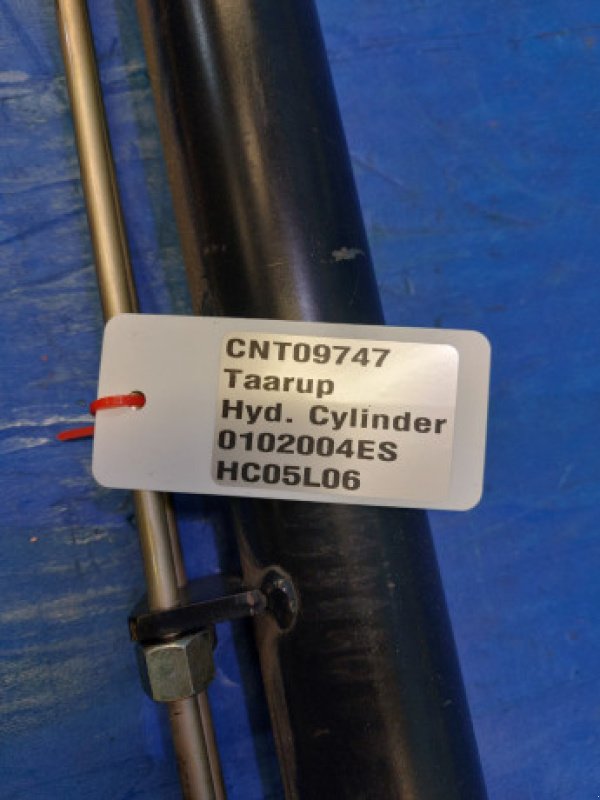 CNT09747
Taarup
Hyd. Cylinder
0102004ES
HC05L06